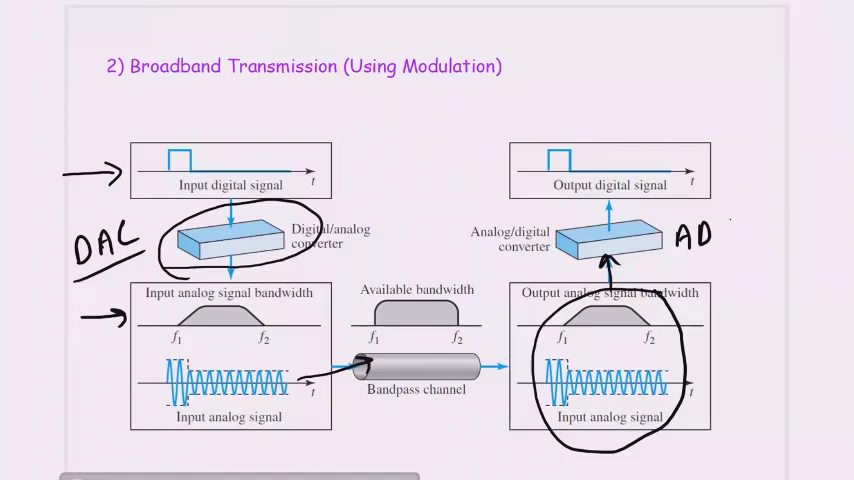 2) Broadband Transmission (Using Modulation)
Input digital signal
t
Output digital signal
t
DAC
Digital/analog
converter
Analog/digital
converter
AD
Input analog signal bandwidth
f1
f2
Input analog signal
t
Available bandwidth
f1
f2
Bandpass channel
Output analog signal bandwidth
f1
f2
Input analog signal
t